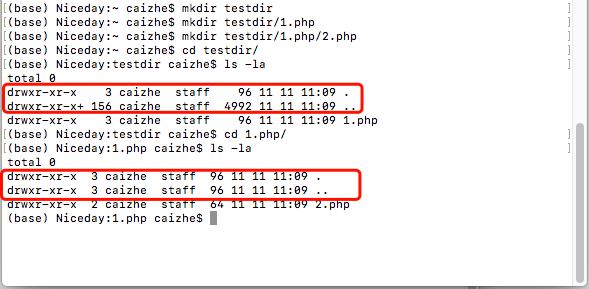 [(base) Niceday:~ caizhe$ mkdir testdir ]
[(base) Niceday:~ caizhe$ mkdir testdir/1.php ]
[(base) Niceday:~ caizhe$ mkdir testdir/1.php/2.php ]
[(base) Niceday:~ caizhe$ cd testdir/ ]
[(base) Niceday:testdir caizhe$ ls -la ]
total 0
drwxr-xr-x    3 caizhe  staff    96 11 11 11:09 .
drwxr-xr-x+ 156 caizhe  staff  4992 11 11 11:09 ..
drwxr-xr-x    3 caizhe  staff    96 11 11 11:09 1.php
[(base) Niceday:testdir caizhe$ cd 1.php/ ]
[(base) Niceday:1.php caizhe$ ls -la ]
total 0
drwxr-xr-x  3 caizhe  staff  96 11 11 11:09 .
drwxr-xr-x  3 caizhe  staff  96 11 11 11:09 ..
drwxr-xr-x  2 caizhe  staff  64 11 11 11:09 2.php
(base) Niceday:1.php caizhe$